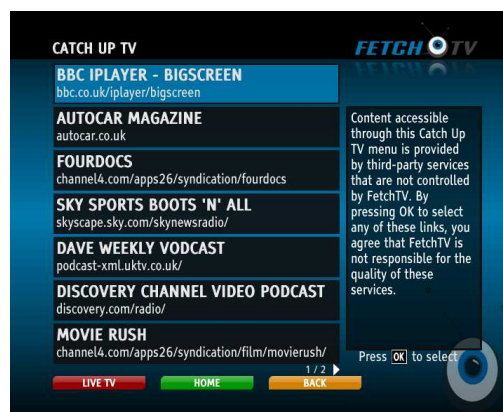 CATCH UP TV
FETCH TV
BBC IPLAYER - BIGSCREEN
bbc.co.uk/iplayer/bigscreen
AUTOCAR MAGAZINE
autocar.co.uk
FOURDOCS
channel4.com/apps26/syndication/fourdocs
SKY SPORTS BOOTS 'N' ALL
skyscape.sky.com/skynewsradio/
DAVE WEEKLY VODCAST
podcast-xml.uktv.co.uk/
DISCOVERY CHANNEL VIDEO PODCAST
discovery.com/radio/
MOVIE RUSH
channel4.com/apps26/syndication/film/movierush/
1 / 2
Content accessible
through this Catch Up
TV menu is provided
by third-party services
that are not controlled
by FetchTV. By
pressing OK to select
any of these links, you
agree that FetchTV is
not responsible for the
quality of these
services.
Press OK to select
LIVE TV
HOME
BACK